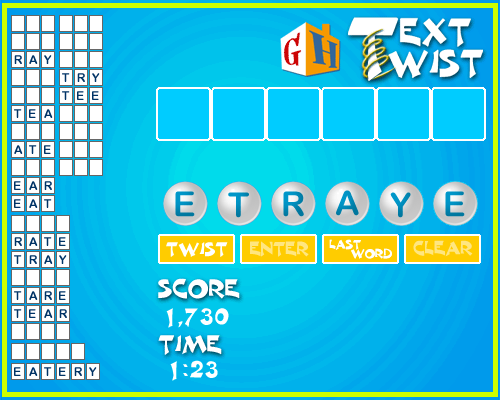 GH
TEXT
TWIST
RAY
TRY
TEE
TEA
ATE
EAR
EAT
RATE
TRAY
TARE
TEAR
EATERY
E T R A Y E
TWIST ENTER LAST WORD CLEAR
SCORE
1,730
TIME
1:23